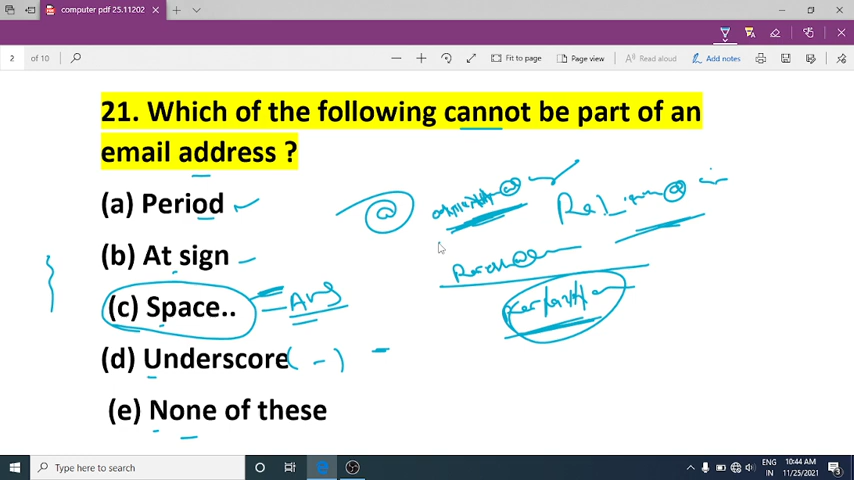 computer pdf 25.11202
2 of 10
Fit to page
Page view
Read aloud
Add notes
21. Which of the following cannot be part of an
email address ?
(a) Period
(b) At sign
(c) Space.. Ans
(d) Underscore ( - )
(e) None of these
@
Type here to search
ENG
IN
10:44 AM
11/25/2021
3